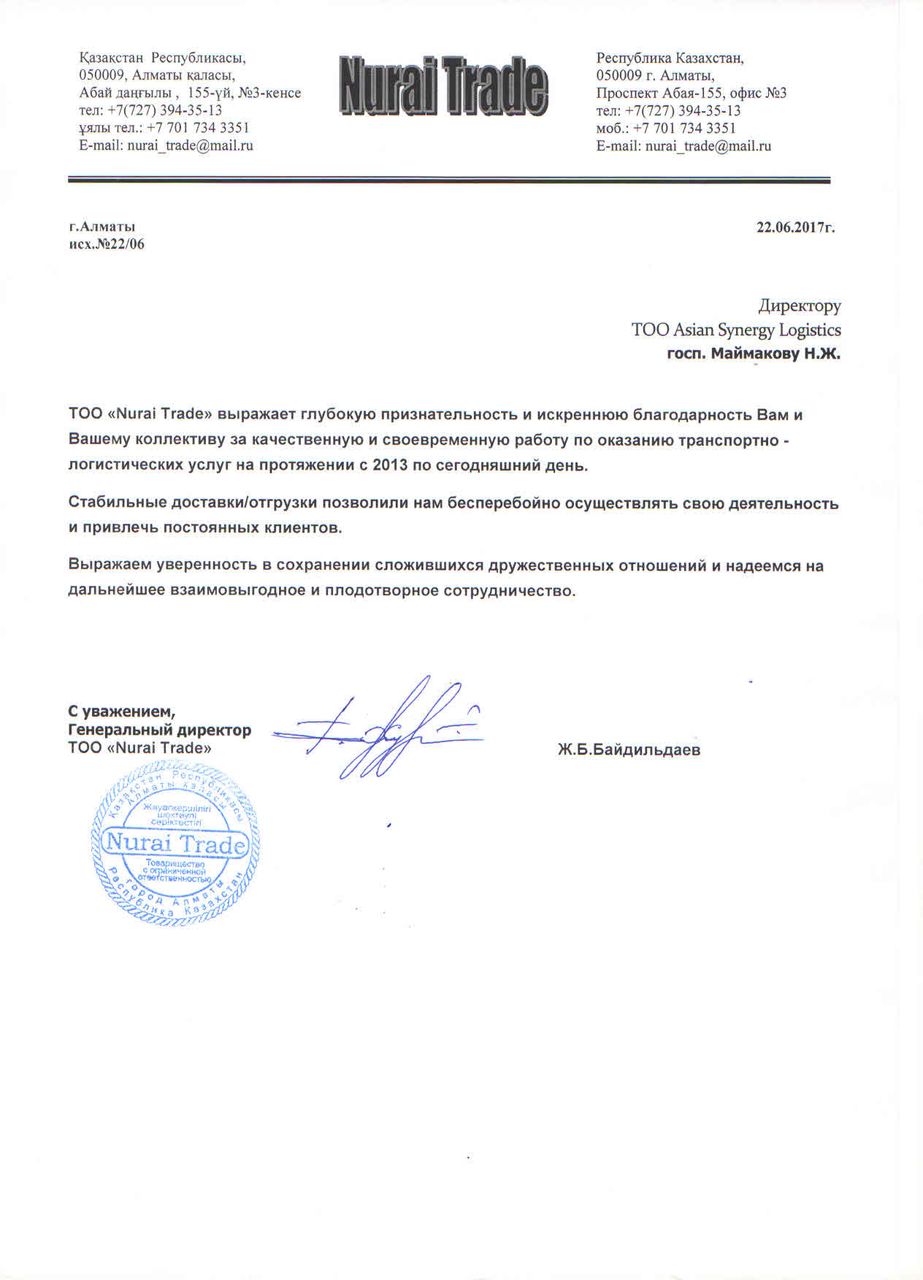 Қазақстан Республикасы,
050009, Алматы қаласы,
Абай даңғылы , 155-үй, №3-кенсе
тел: +7(727) 394-35-13
ұялы тел.: +7 701 734 3351
E-mail: nurai_trade@mail.ru
Nurai Trade
Республика Казахстан,
050009 г. Алматы,
Проспект Абая-155, офис №3
тел: +7(727) 394-35-13
моб.: +7 701 734 3351
E-mail: nurai_trade@mail.ru
г.Алматы
22.06.2017г.
исх.№22/06
Директору
ТОО Asian Synergy Logistics
госп. Маймакову Н.Ж.
ТОО «Nurai Trade» выражает глубокую признательность и искреннюю благодарность Вам и
Вашему коллективу за качественную и своевременную работу по оказанию транспортно -
логистических услуг на протяжении с 2013 по сегодняшний день.
Стабильные доставки/отгрузки позволили нам бесперебойно осуществлять свою деятельность
и привлечь постоянных клиентов.
Выражаем уверенность в сохранении сложившихся дружественных отношений и надеемся на
дальнейшее взаимовыгодное и плодотворное сотрудничество.
С уважением,
Генеральный директор
ТОО «Nurai Trade»
Ж.Б.Байдильдаев
Қазақстан Республикасы
Алматы қаласы
Жауапкершілігі
шектеулі
серіктестігі
Nurai Trade
Товарищество
с ограниченной
ответственностью
город Алматы
Республика Казахстан